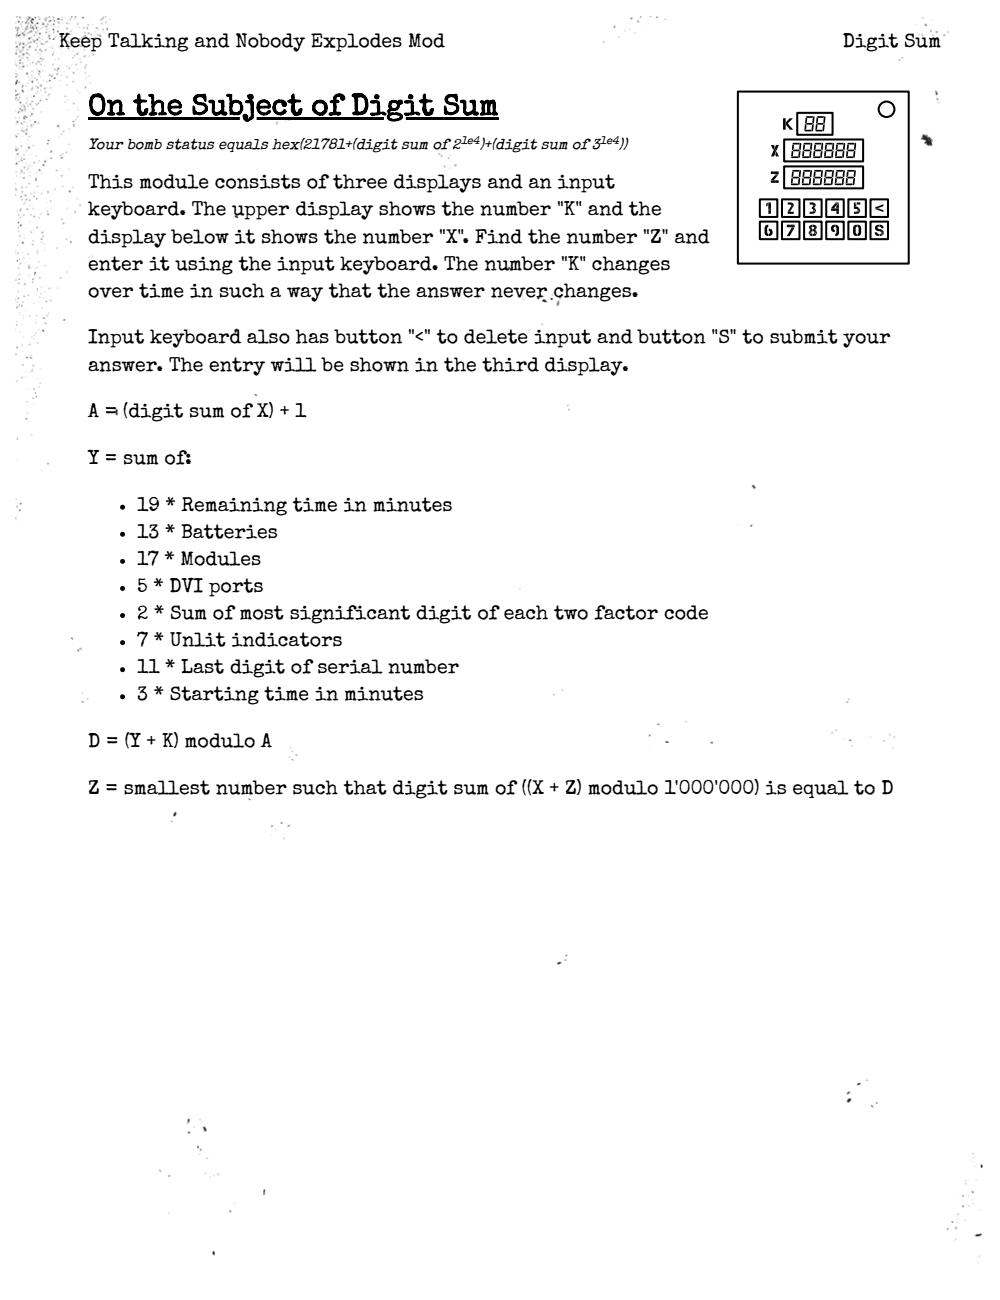 Keep Talking and Nobody Explodes Mod
Digit Sum
On the Subject of Digit Sum
Your bomb status equals hex(21781+(digit sum of 2^1e4)+(digit sum of 3^1e4))
This module consists of three displays and an input
keyboard. The upper display shows the number "K" and the
display below it shows the number "X". Find the number "Z" and
enter it using the input keyboard. The number "K" changes
over time in such a way that the answer never changes.
K 88
X 888888
Z 888888
1 2 3 4 5 <
6 7 8 9 0 S
Input keyboard also has button "<" to delete input and button "S" to submit your
answer. The entry will be shown in the third display.
A = (digit sum of X) + 1
Y = sum of:
• 19 * Remaining time in minutes
• 13 * Batteries
• 17 * Modules
• 5 * DVI ports
• 2 * Sum of most significant digit of each two factor code
• 7 * Unlit indicators
• 11 * Last digit of serial number
• 3 * Starting time in minutes
D = (Y + K) modulo A
Z = smallest number such that digit sum of ((X + Z) modulo 1'000'000) is equal to D